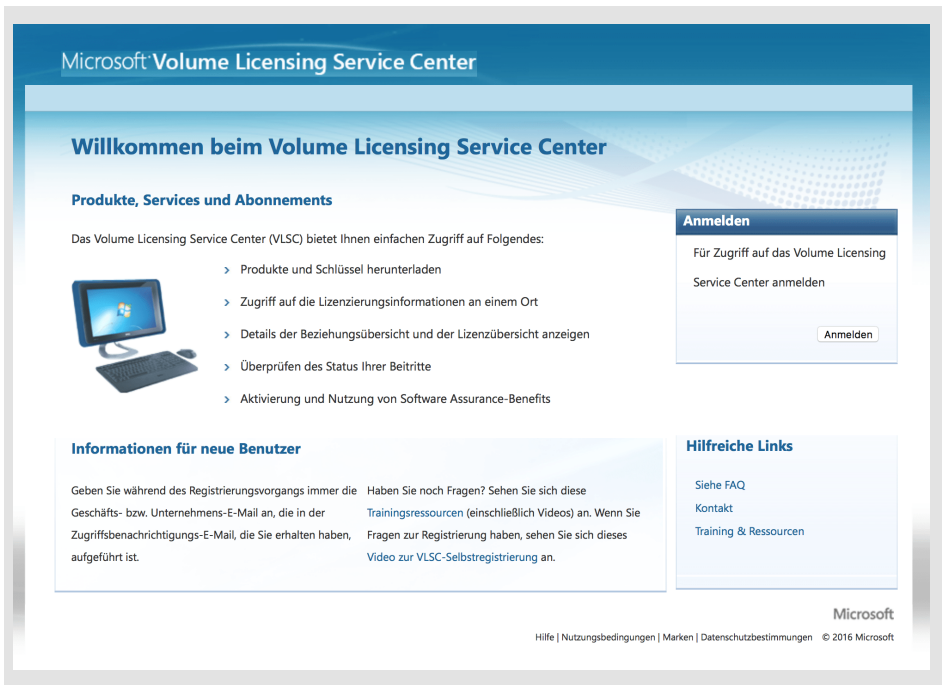 Microsoft Volume Licensing Service Center
Willkommen beim Volume Licensing Service Center
Produkte, Services und Abonnements
Das Volume Licensing Service Center (VLSC) bietet Ihnen einfachen Zugriff auf Folgendes:
› Produkte und Schlüssel herunterladen
› Zugriff auf die Lizenzierungsinformationen an einem Ort
› Details der Beziehungsübersicht und der Lizenzübersicht anzeigen
› Überprüfen des Status Ihrer Beitritte
› Aktivierung und Nutzung von Software Assurance-Benefits
Anmelden
Für Zugriff auf das Volume Licensing
Service Center anmelden
Anmelden
Informationen für neue Benutzer
Geben Sie während des Registrierungsvorgangs immer die
Geschäfts- bzw. Unternehmens-E-Mail an, die in der
Zugriffsbenachrichtigungs-E-Mail, die Sie erhalten haben,
aufgeführt ist.
Haben Sie noch Fragen? Sehen Sie sich diese
Trainingsressourcen (einschließlich Videos) an. Wenn Sie
Fragen zur Registrierung haben, sehen Sie sich dieses
Video zur VLSC-Selbstregistrierung an.
Hilfreiche Links
Siehe FAQ
Kontakt
Training & Ressourcen
Microsoft
Hilfe | Nutzungsbedingungen | Marken | Datenschutzbestimmungen © 2016 Microsoft